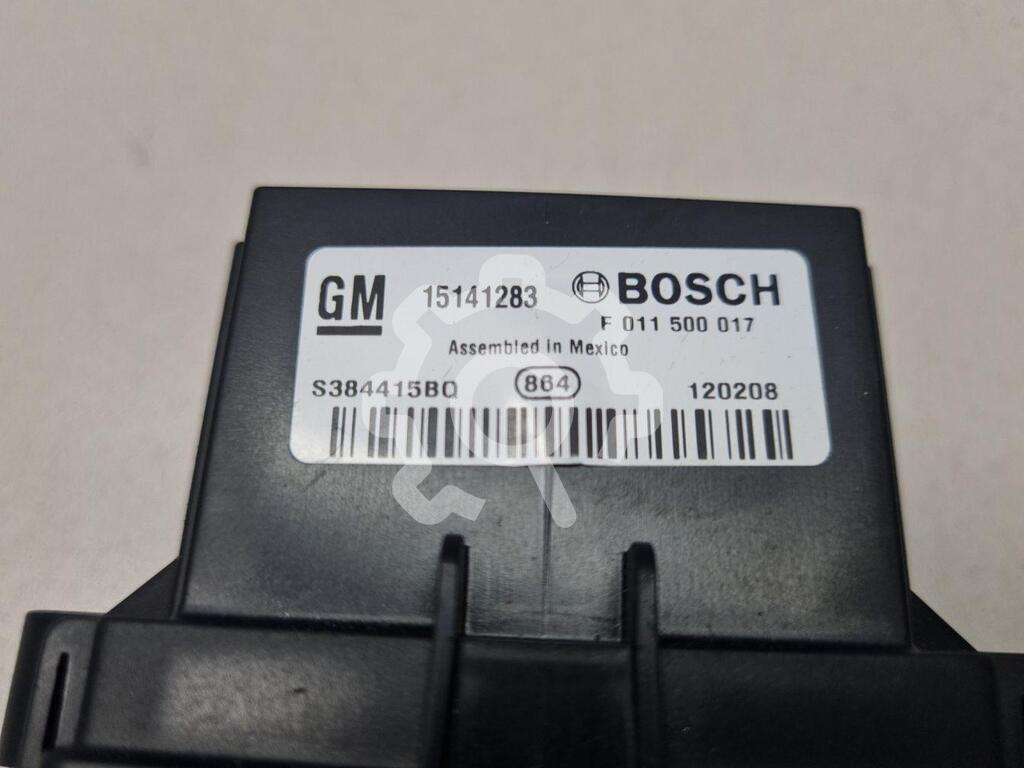 GM 15141283 BOSCH
F 011 500 017
Assembled in Mexico
S384415BQ 864 120208